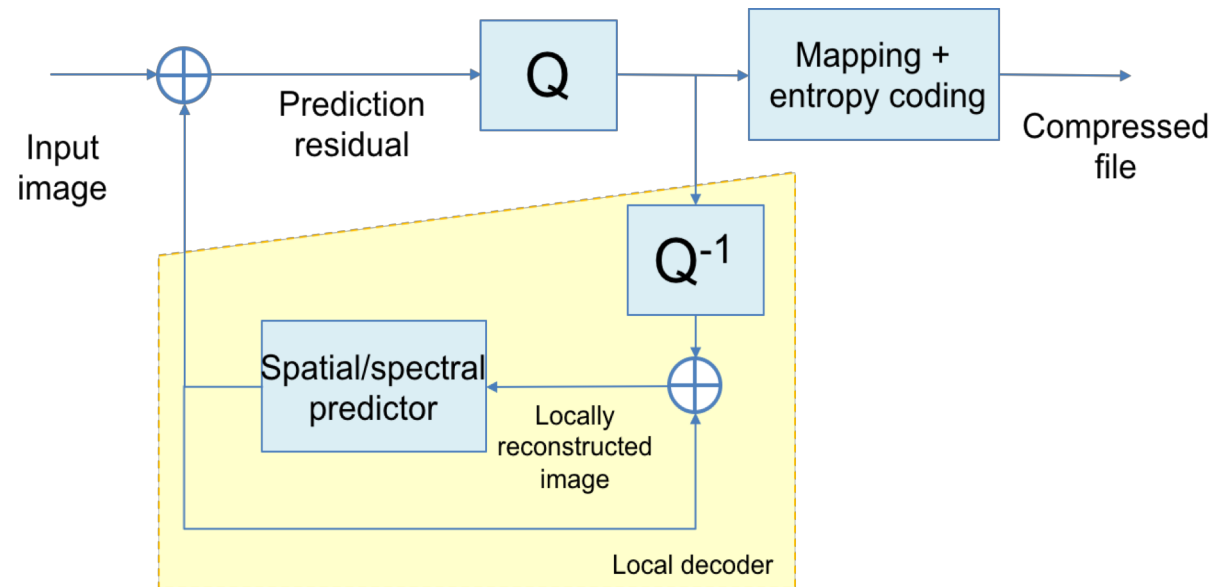 Input
image
Prediction
residual
Q
Mapping +
entropy coding
Compressed
file
Q-1
Spatial/spectral
predictor
Locally
reconstructed
image
Local decoder